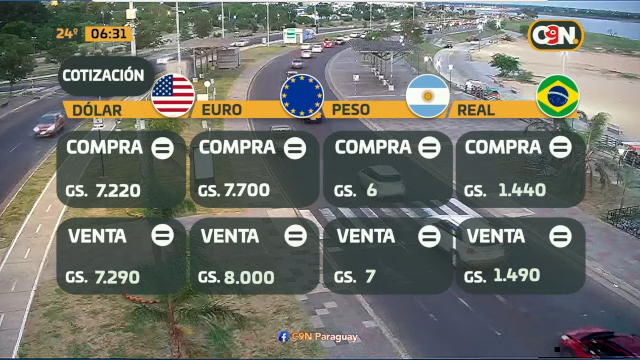 24º 06:31
C9N
COTIZACIÓN
DÓLAR EURO PESO REAL
COMPRA COMPRA COMPRA COMPRA
GS. 7.220 GS. 7.700 GS. 6 GS. 1.440
VENTA VENTA VENTA VENTA
GS. 7.290 GS. 8.000 GS. 7 GS. 1.490
C9N Paraguay